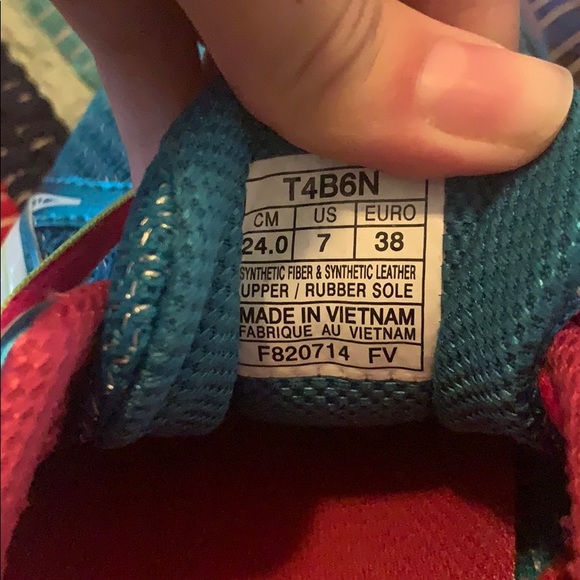 T4B6N
CM US EURO
24.0 7 38
SYNTHETIC FIBER & SYNTHETIC LEATHER
UPPER / RUBBER SOLE
MADE IN VIETNAM
FABRIQUE AU VIETNAM
F820714 FV